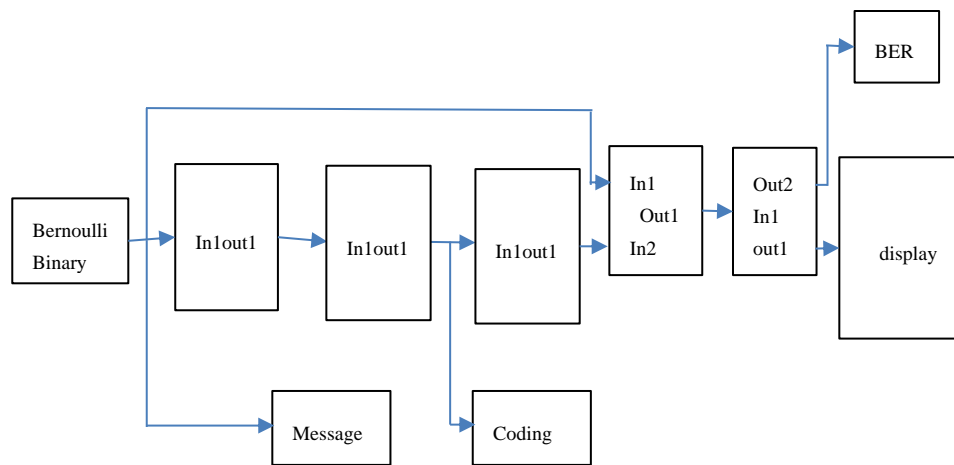 BER
Bernoulli
Binary
In1out1
In1out1
In1out1
In1
Out1
In2
Out2
In1
out1
display
Message
Coding